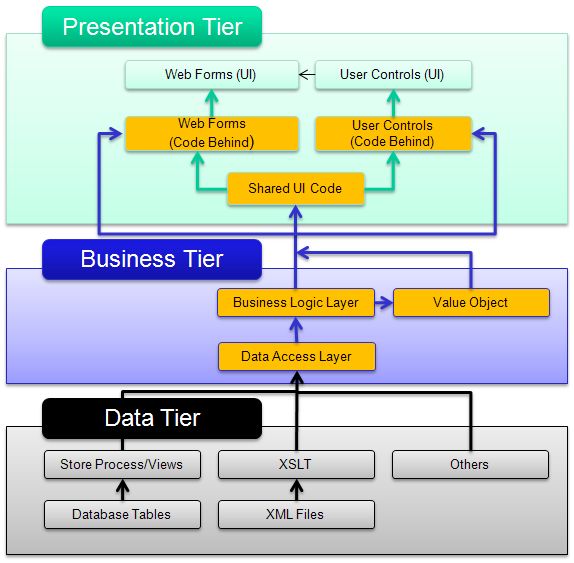 Presentation Tier
Web Forms (UI)
User Controls (UI)
Web Forms
(Code Behind)
User Controls
(Code Behind)
Shared UI Code
Business Tier
Business Logic Layer
Value Object
Data Access Layer
Data Tier
Store Process/Views
XSLT
Others
Database Tables
XML Files